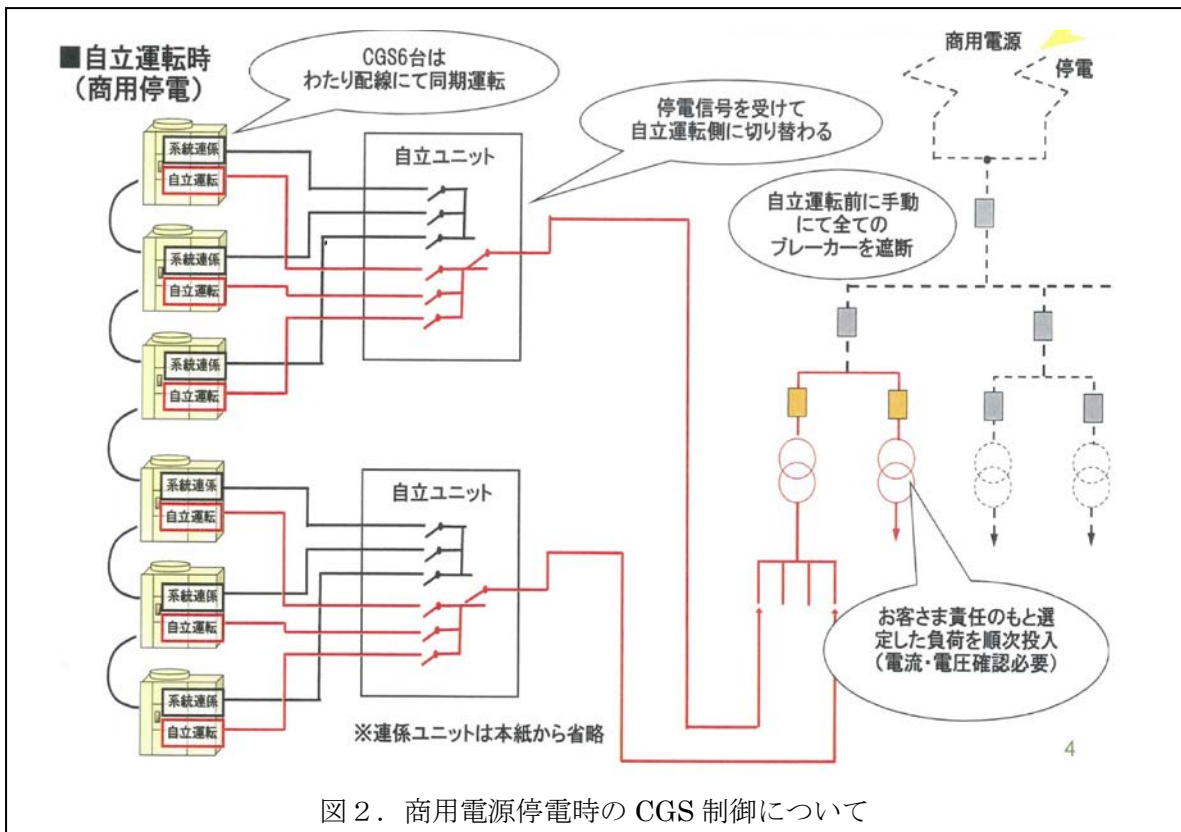 ■自立運転時
(商用停電)
CGS6台は
わたり配線にて同期運転
停電信号を受けて
自立運転側に切り替わる
商用電源
停電
自立運転前に手動
にて全ての
ブレーカーを遮断
系統連係
自立運転
系統連係
自立運転
系統連係
自立運転
自立ユニット
系統連係
自立運転
系統連係
自立運転
系統連係
自立運転
自立ユニット
お客さま責任のもと選
定した負荷を順次投入
(電流・電圧確認必要)
※連係ユニットは本紙から省略
4
図2．商用電源停電時の CGS 制御について